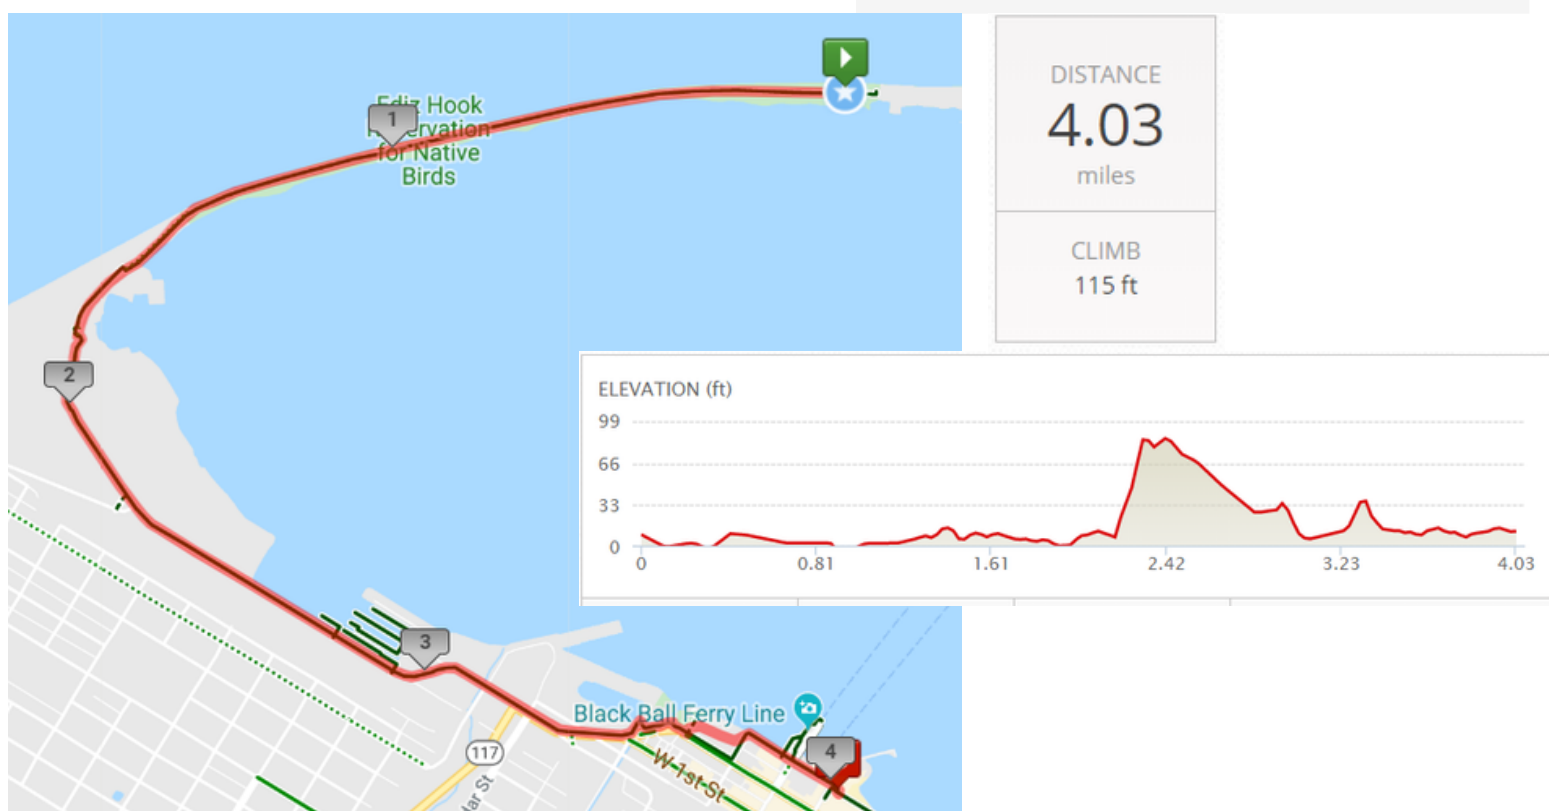 Ediz Hook
Reservation
for Native
Birds
1
2
3
Black Ball Ferry Line
4
117
W 1st St
lar St
DISTANCE
4.03
miles
CLIMB
115 ft
ELEVATION (ft)
99
66
33
0
0
0.81
1.61
2.42
3.23
4.03